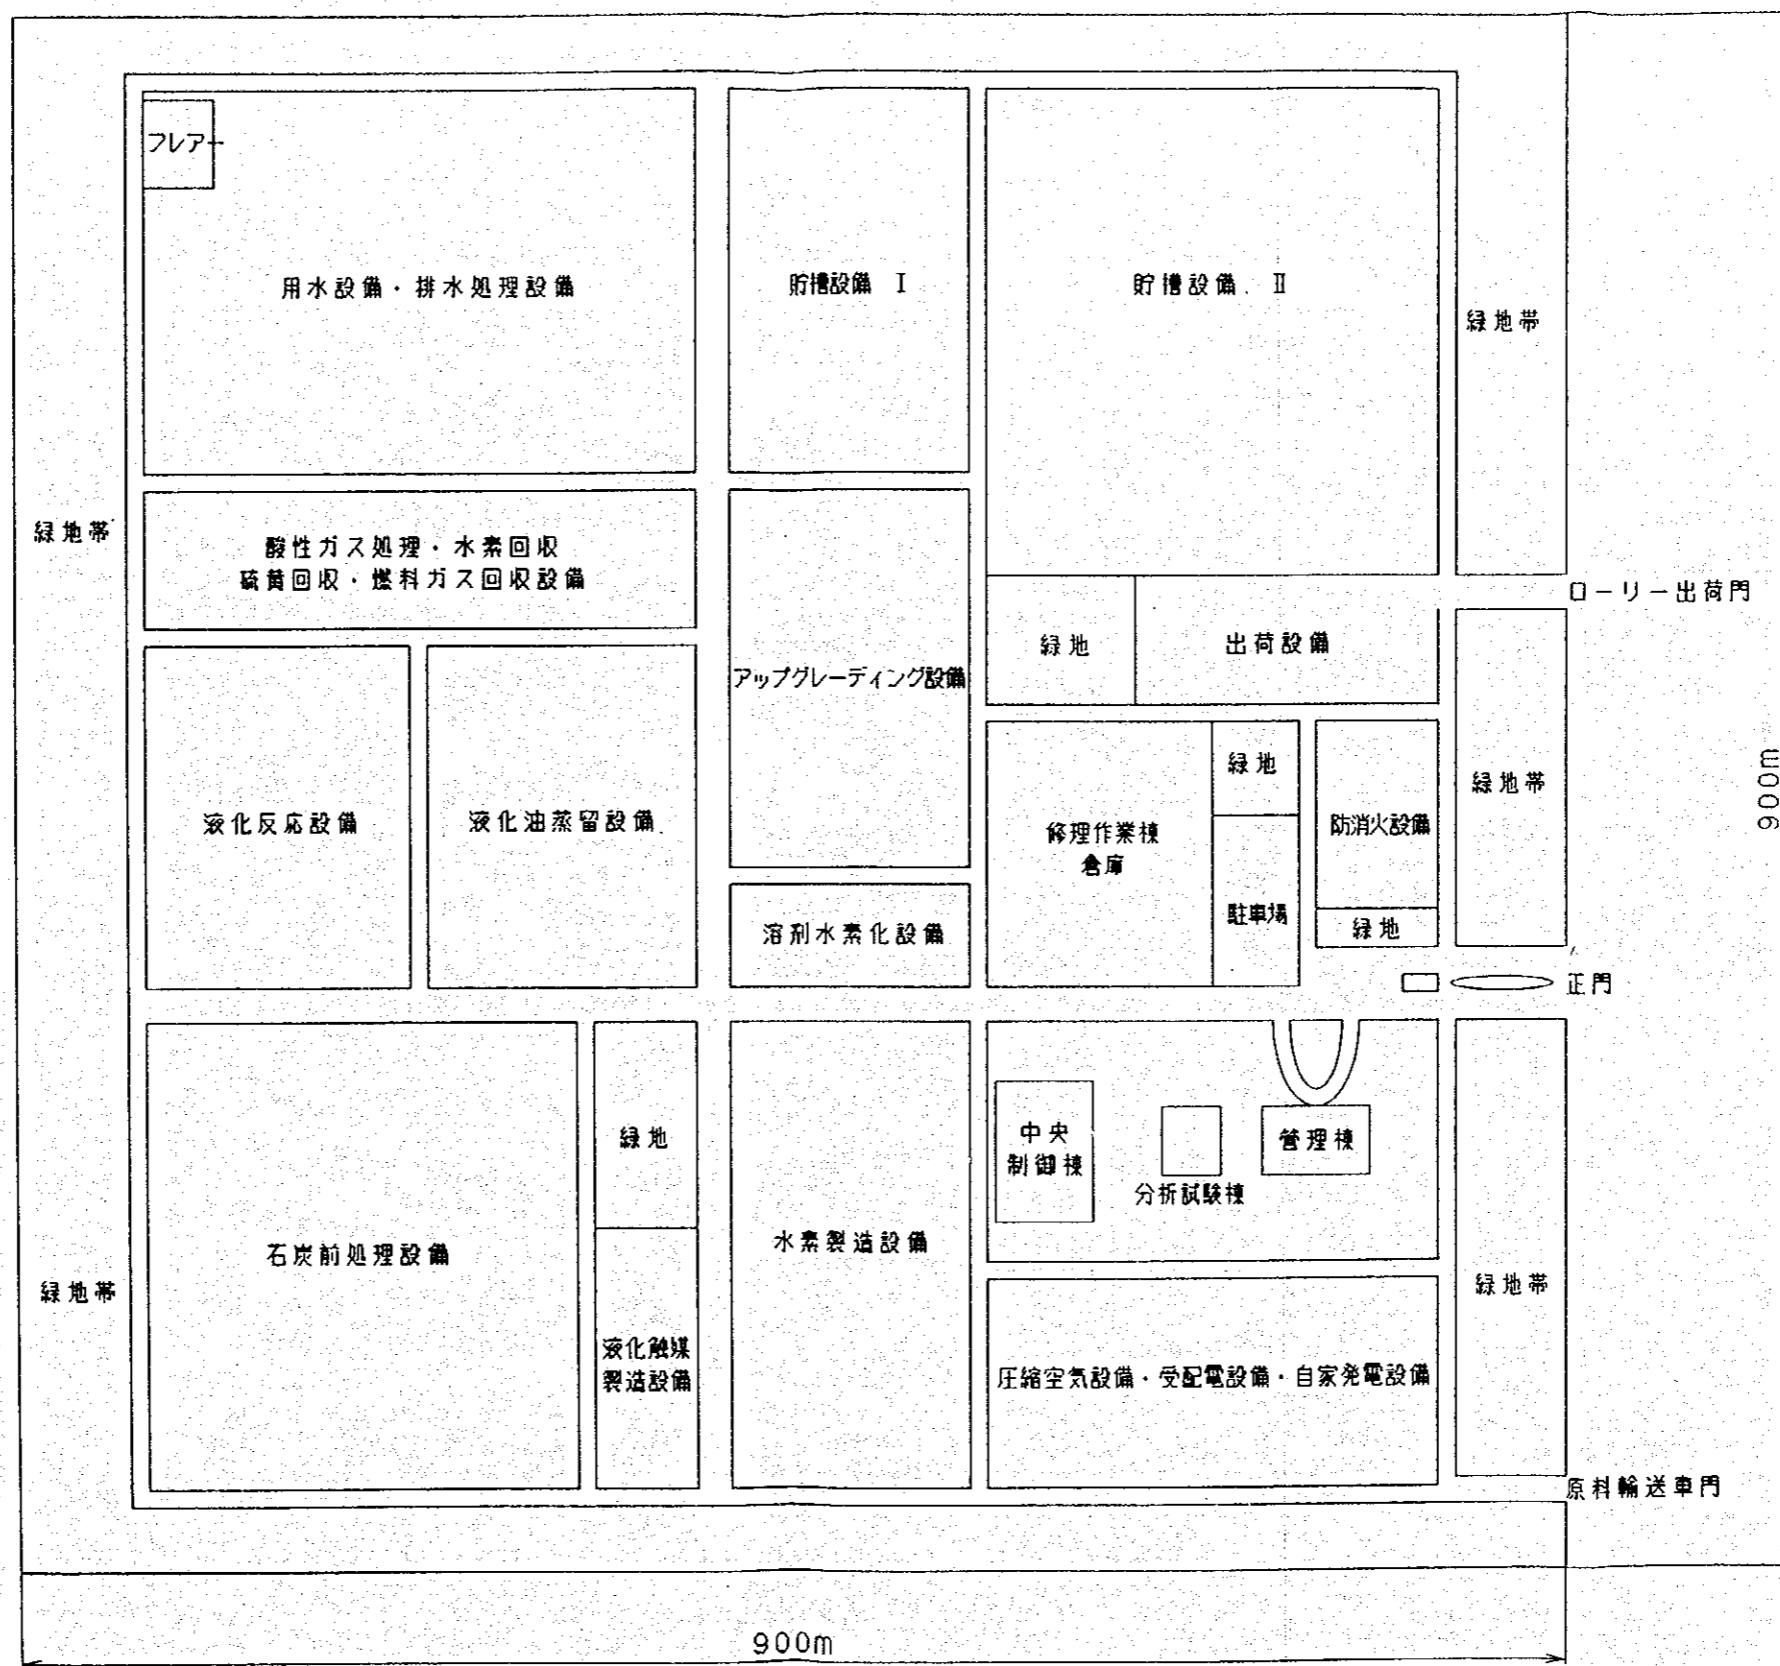 フレアー
用水設備・排水処理設備
貯槽設備 Ⅰ
貯槽設備 Ⅱ
緑地帯
緑地帯
酸性ガス処理・水素回収
硫黄回収・燃料ガス回収設備
ローリー出荷門
緑地
出荷設備
アップグレーディング設備
液化反応設備
液化油蒸留設備
緑地
修理作業棟
倉庫
防消火設備
緑地帯
900m
駐車場
緑地
溶剤水素化設備
正門
緑地
中央
制御棟
分析試験棟
管理棟
石炭前処理設備
水素製造設備
緑地帯
緑地帯
液化触媒
製造設備
圧縮空気設備・受配電設備・自家発電設備
原料輸送車門
900m